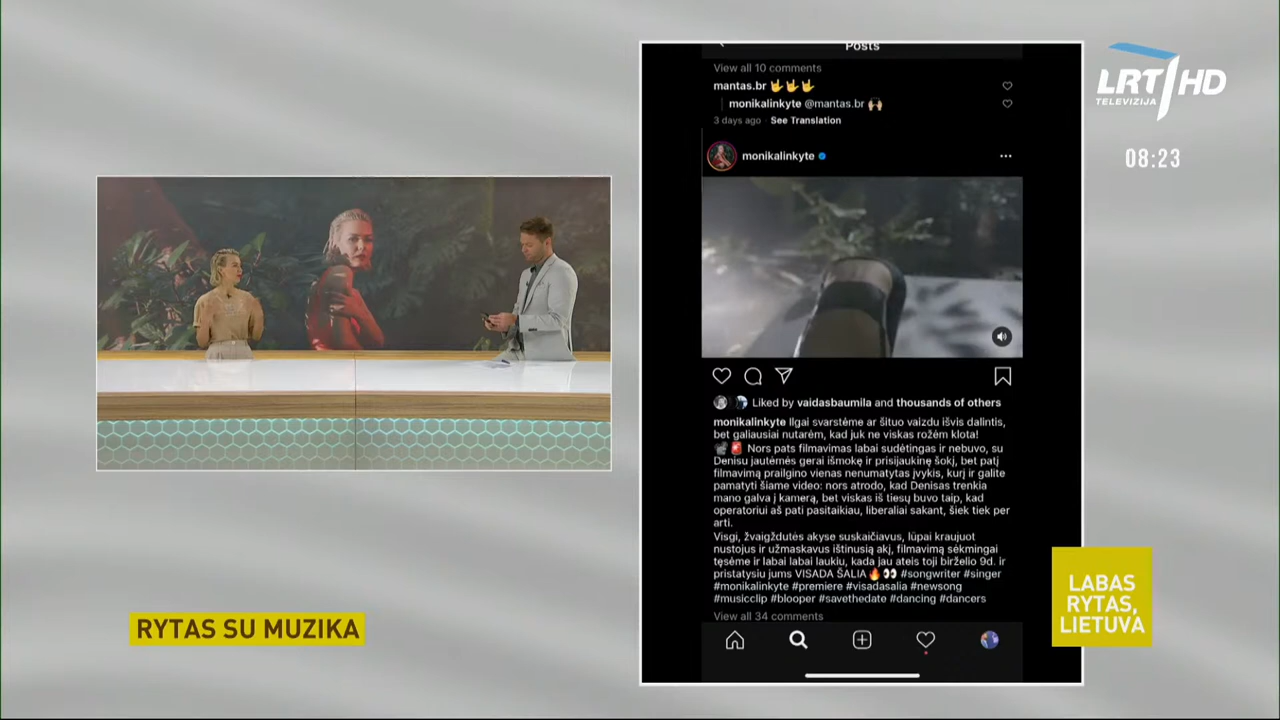 Posts
View all 10 comments
mantas.br 🤟🤟🤟
monikalinkyte @mantas.br 🙌🏻
3 days ago · See Translation
monikalinkyte
Liked by vaidasbaumila and thousands of others
monikalinkyte Ilgai svarstėme ar šituo vaizdu išvis dalintis,
bet galiausiai nutarėm, kad juk ne viskas rožėm klota!
📽🚨 Nors pats filmavimas labai sudėtingas ir nebuvo, su
Denisu jautėmės gerai išmokę ir prisijaukinę šokį, bet patį
filmavimą prailgino vienas nenumatytas įvykis, kurį ir galite
pamatyti šiame video: nors atrodo, kad Denisas trenkia
mano galva į kamerą, bet viskas iš tiesų buvo taip, kad
operatoriui aš pati pasitaikiau, liberaliai sakant, šiek tiek per
arti.
Visgi, žvaigždutės akyse suskaičiavus, lūpai kraujuot
nustojus ir užmaskavus ištinusią akį, filmavimą sėkmingai
tęsėme ir labai labai laukiu, kada jau ateis toji birželio 9d. ir
pristatysiu jums VISADA ŠALIA🔥👀 #songwriter #singer
#monikalinkyte #premiere #visadasalia #newsong
#musicclip #blooper #savethedate #dancing #dancers
View all 34 comments
LRT HD
TELEVIZIJA
08:23
LABAS
RYTAS,
LIETUVA
RYTAS SU MUZIKA